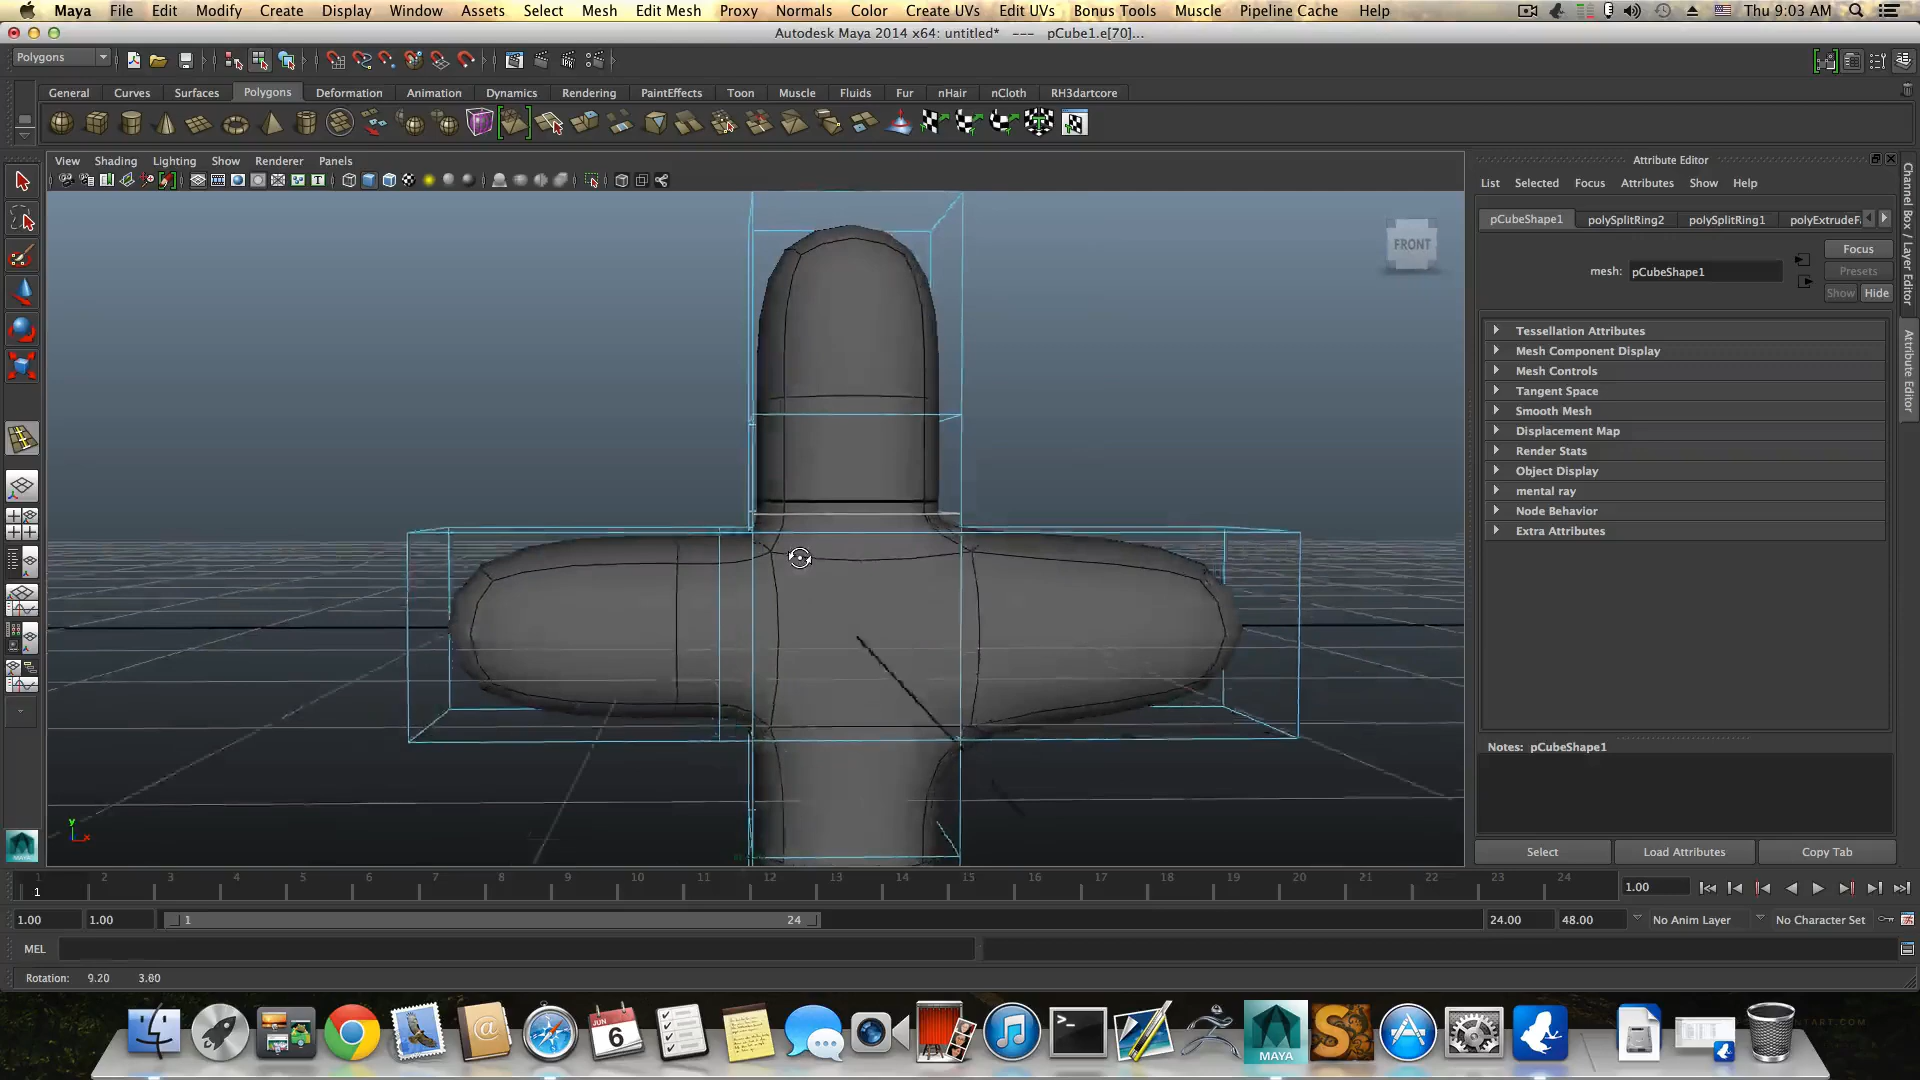 Maya File Edit Modify Create Display Window Assets Select Mesh Edit Mesh Proxy Normals Color Create UVs Edit UVs Bonus Tools Muscle Pipeline Cache Help Thu 9:03 AM
Autodesk Maya 2014 x64: untitled* --- pCube1.e[70]...
Polygons
General Curves Surfaces Polygons Deformation Animation Dynamics Rendering PaintEffects Toon Muscle Fluids Fur nHair nCloth RH3dartcore
View Shading Lighting Show Renderer Panels
FRONT
y
x
Attribute Editor
List Selected Focus Attributes Show Help
pCubeShape1 polySplitRing2 polySplitRing1 polyExtrudeF
Focus
mesh: pCubeShape1
Presets
Show Hide
Tessellation Attributes
Mesh Component Display
Mesh Controls
Tangent Space
Smooth Mesh
Displacement Map
Render Stats
Object Display
mental ray
Node Behavior
Extra Attributes
Notes: pCubeShape1
Select Load Attributes Copy Tab
Channel Box / Layer Editor
Attribute Editor
1 2 3 4 5 6 7 8 9 10 11 12 13 14 15 16 17 18 19 20 21 22 23 24
1
1.00
1.00 1.00 1 24 24.00 48.00 No Anim Layer No Character Set
MEL
Rotation: 9.20 3.80
JUN
6
MAYA
MAYA